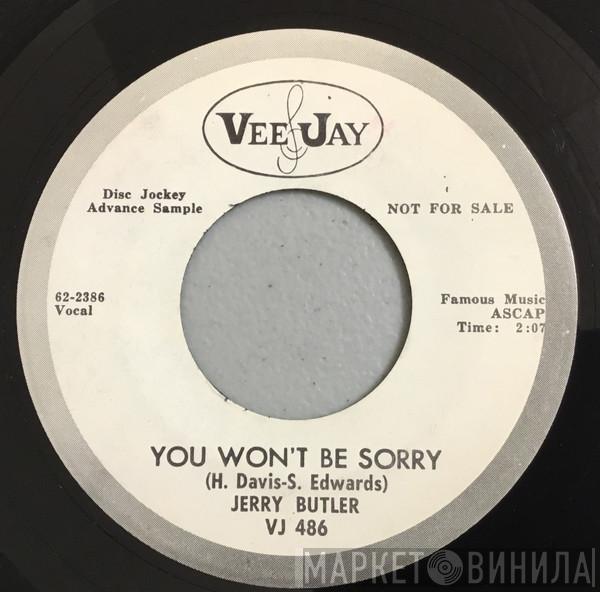 VEE JAY
Disc Jockey
Advance Sample
NOT FOR SALE
62-2386
Vocal
Famous Music
ASCAP
Time: 2:07
YOU WON'T BE SORRY
(H. Davis-S. Edwards)
JERRY BUTLER
VJ 486
МАРКЕТ ВИНИЛА